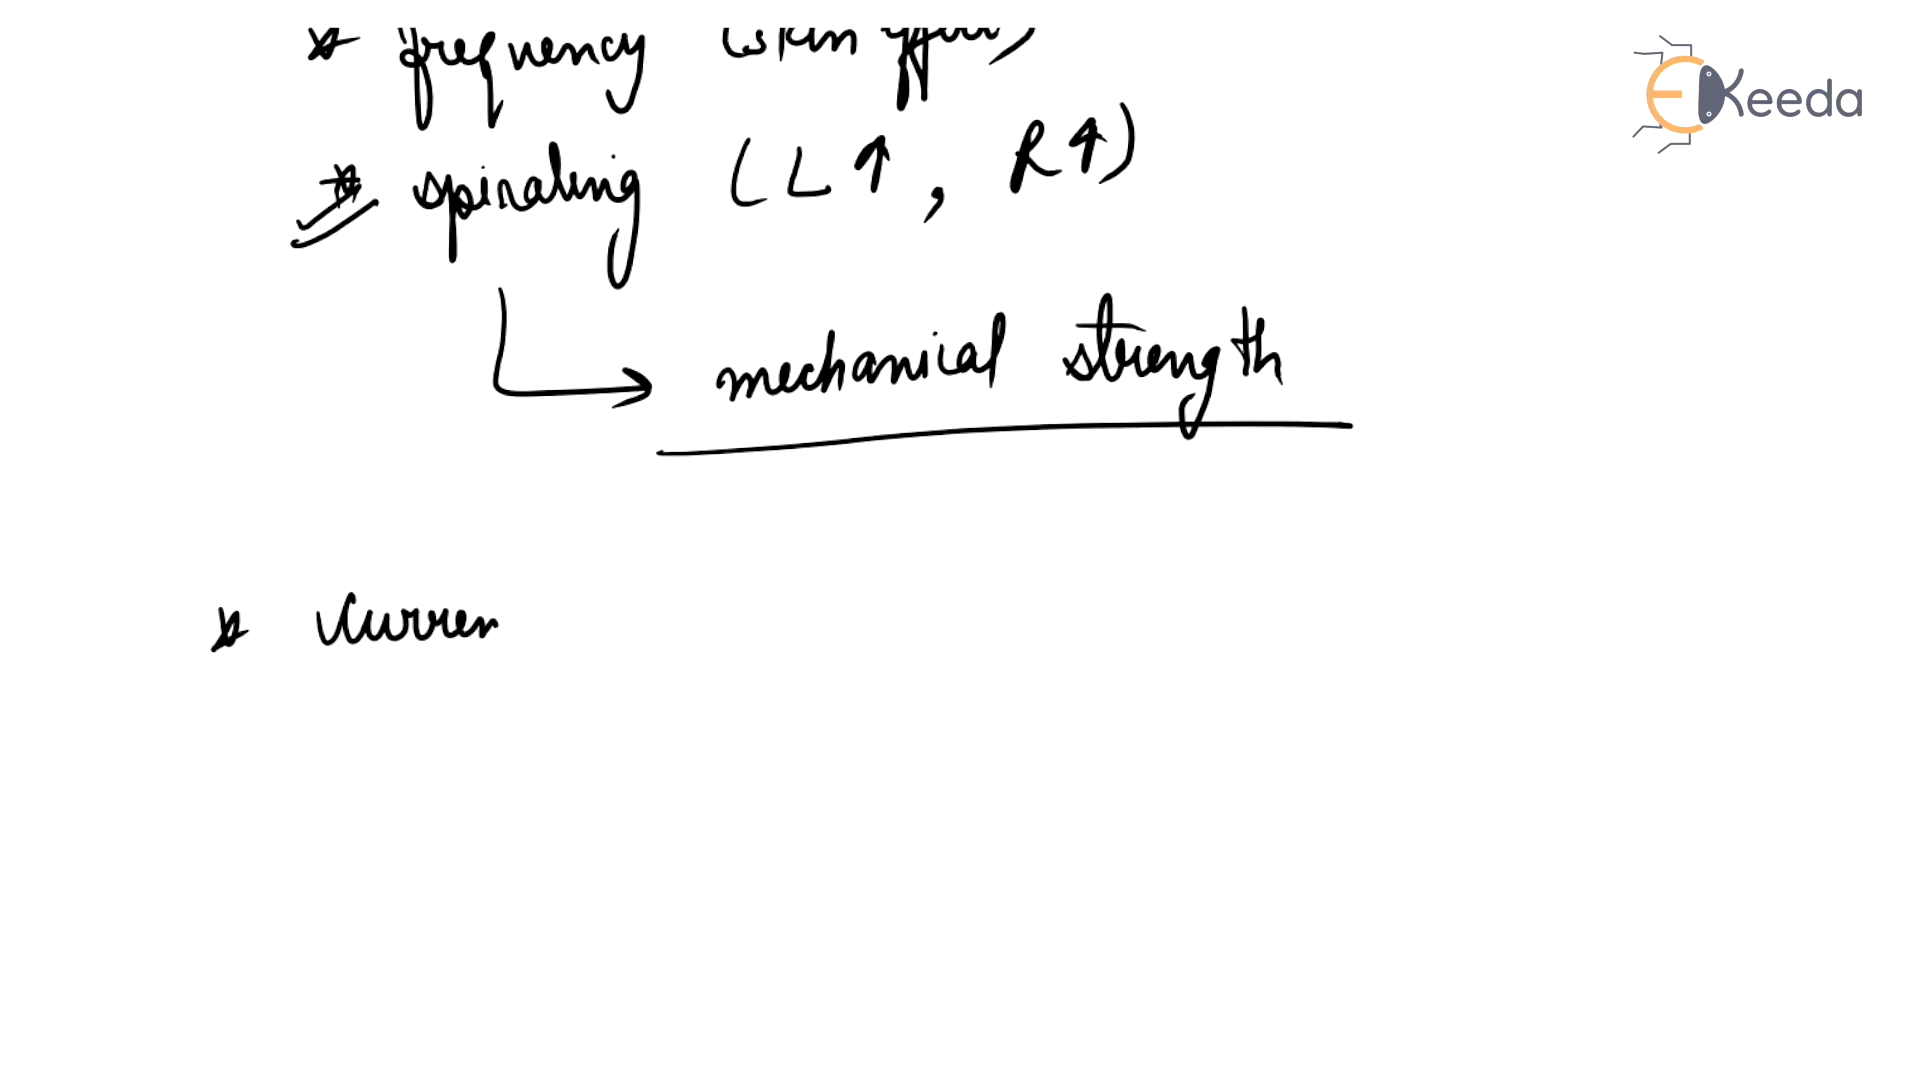 * frequency (skin effect)
EKeeda
* spiraling (L↑, R↑)
→ mechanical strength
* Curren